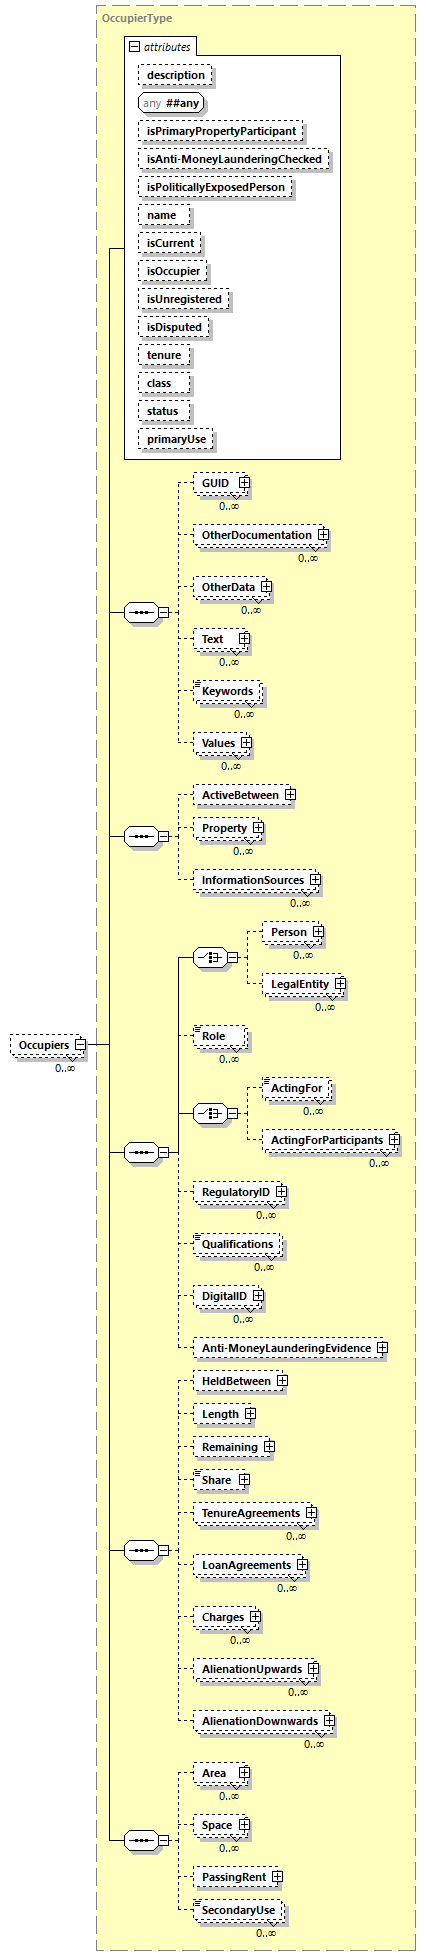 OccupierType
attributes
description
any ##any
isPrimaryPropertyParticipant
isAnti-MoneyLaunderingChecked
isPoliticallyExposedPerson
name
isCurrent
isOccupier
isUnregistered
isDisputed
tenure
class
status
primaryUse
GUID
0..∞
OtherDocumentation
0..∞
OtherData
0..∞
Text
0..∞
Keywords
0..∞
Values
0..∞
ActiveBetween
Property
0..∞
InformationSources
0..∞
Person
0..∞
LegalEntity
0..∞
Role
0..∞
Occupiers
0..∞
ActingFor
0..∞
ActingForParticipants
0..∞
RegulatoryID
0..∞
Qualifications
0..∞
DigitalID
0..∞
Anti-MoneyLaunderingEvidence
HeldBetween
Length
Remaining
Share
TenureAgreements
0..∞
LoanAgreements
0..∞
Charges
0..∞
AlienationUpwards
0..∞
AlienationDownwards
0..∞
Area
0..∞
Space
0..∞
PassingRent
SecondaryUse
0..∞